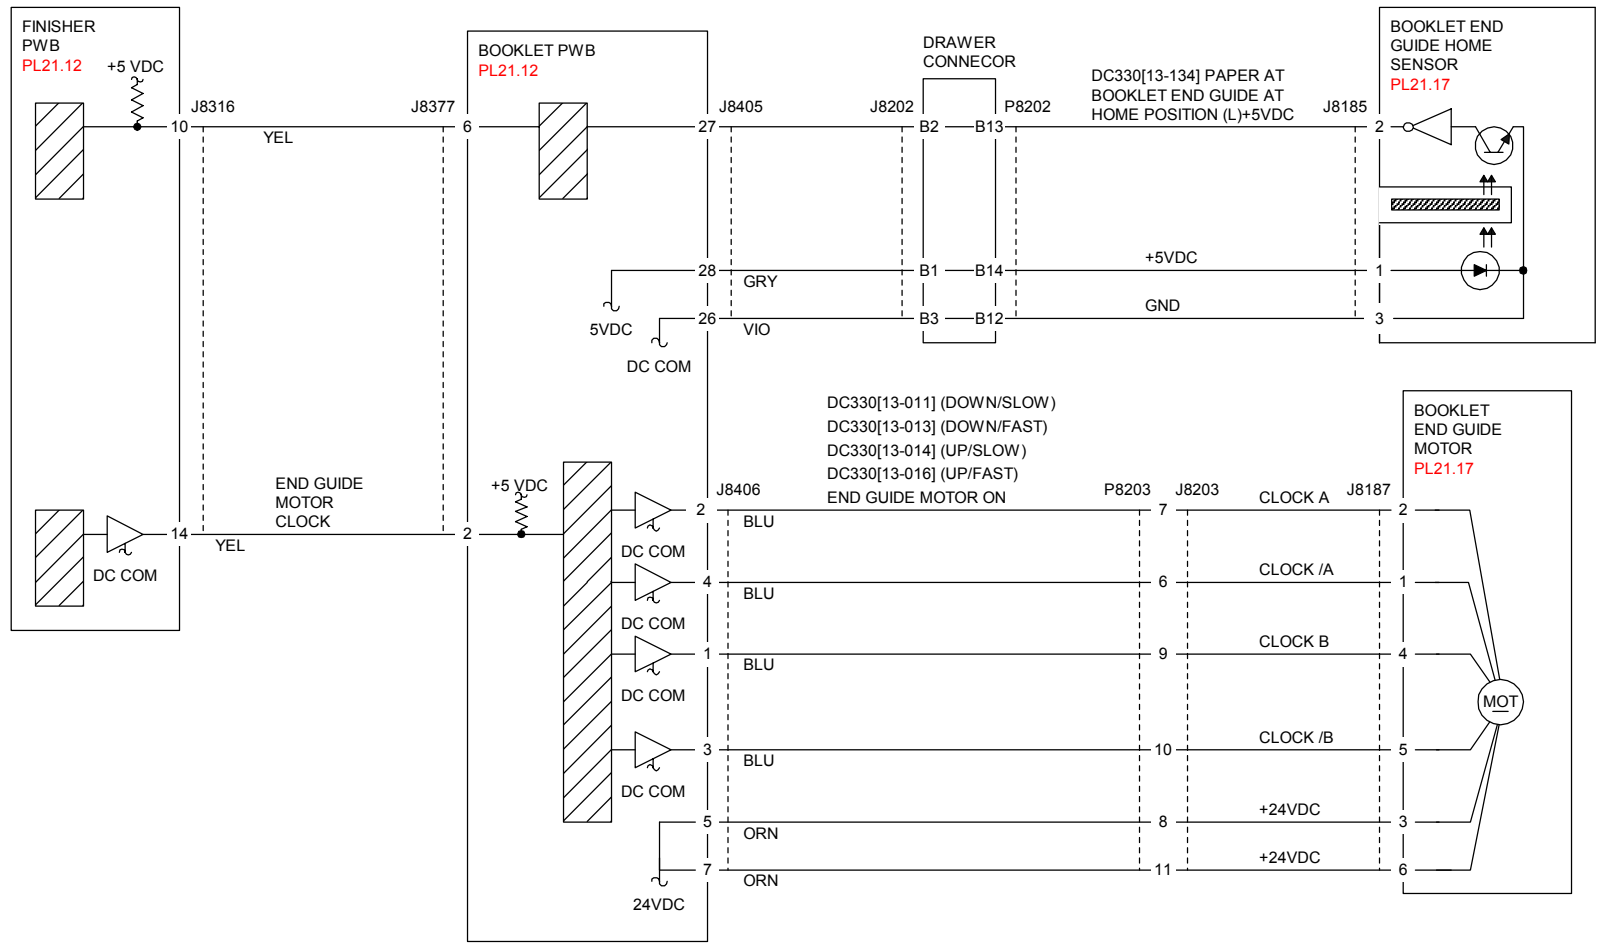 FINISHER
PWB
PL21.12
+5 VDC
J8316
10
YEL
J8377
6
BOOKLET PWB
PL21.12
J8405
27
J8202
DRAWER
CONNECOR
B2
B13
P8202
DC330[13-134] PAPER AT
BOOKLET END GUIDE AT
HOME POSITION (L)+5VDC
J8185
2
BOOKLET END
GUIDE HOME
SENSOR
PL21.17
28
GRY
B1
B14
+5VDC
1
5VDC
26
VIO
B3
B12
GND
3
DC COM
DC330[13-011] (DOWN/SLOW)
DC330[13-013] (DOWN/FAST)
DC330[13-014] (UP/SLOW)
DC330[13-016] (UP/FAST)
END GUIDE MOTOR ON
BOOKLET
END GUIDE
MOTOR
PL21.17
END GUIDE
MOTOR
CLOCK
14
YEL
DC COM
2
+5 VDC
J8406
2
BLU
P8203
7
J8203
CLOCK A
J8187
2
DC COM
4
BLU
6
CLOCK /A
1
DC COM
1
BLU
9
CLOCK B
4
DC COM
MOT
3
BLU
10
CLOCK /B
5
DC COM
5
ORN
8
+24VDC
3
7
ORN
11
+24VDC
6
24VDC